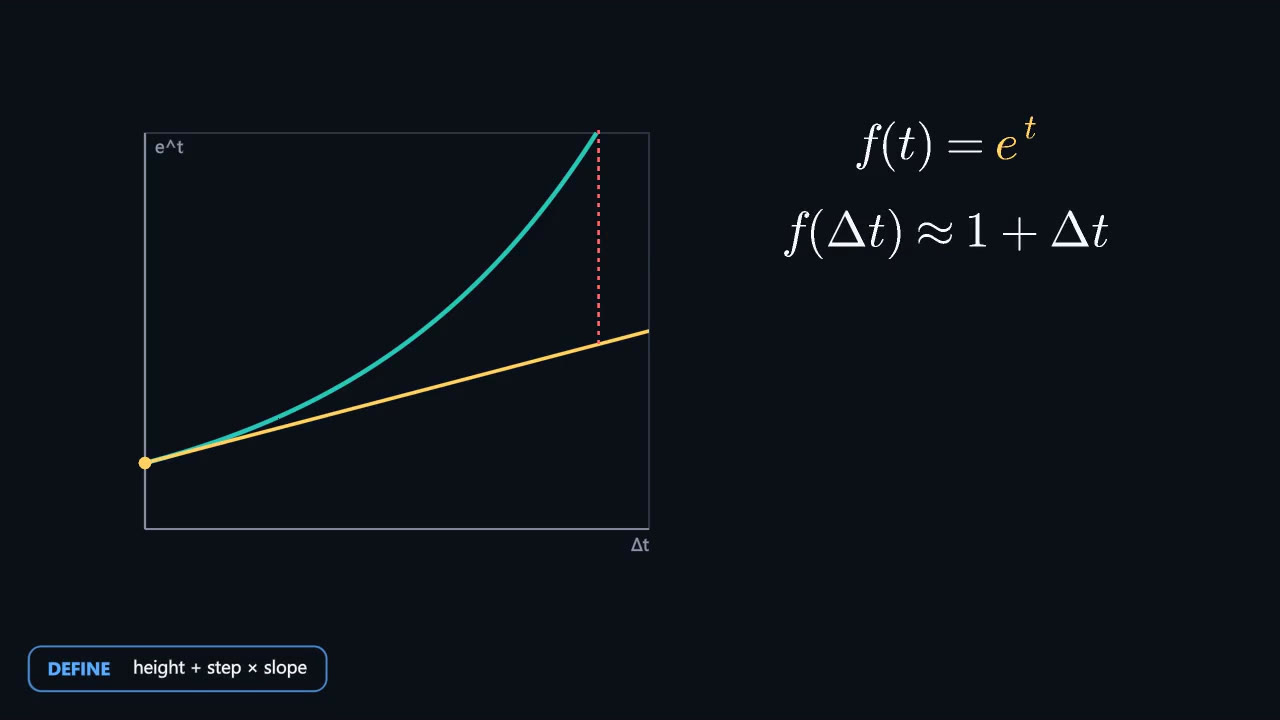 e^t
f(t) = e^t
f(Δt) ≈ 1 + Δt
Δt
DEFINE height + step × slope